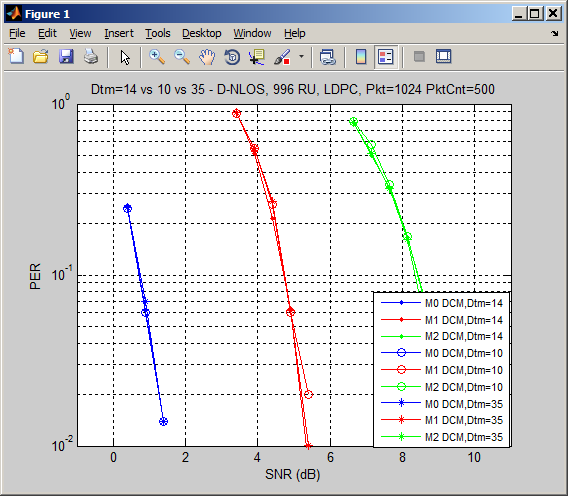 Figure 1
File Edit View Insert Tools Desktop Window Help
Dtm=14 vs 10 vs 35 - D-NLOS, 996 RU, LDPC, Pkt=1024 PktCnt=500
10^0
10^-1
10^-2
PER
0 2 4 6 8 10
SNR (dB)
M0 DCM,Dtm=14
M1 DCM,Dtm=14
M2 DCM,Dtm=14
M0 DCM,Dtm=10
M1 DCM,Dtm=10
M2 DCM,Dtm=10
M0 DCM,Dtm=35
M1 DCM,Dtm=35
M2 DCM,Dtm=35